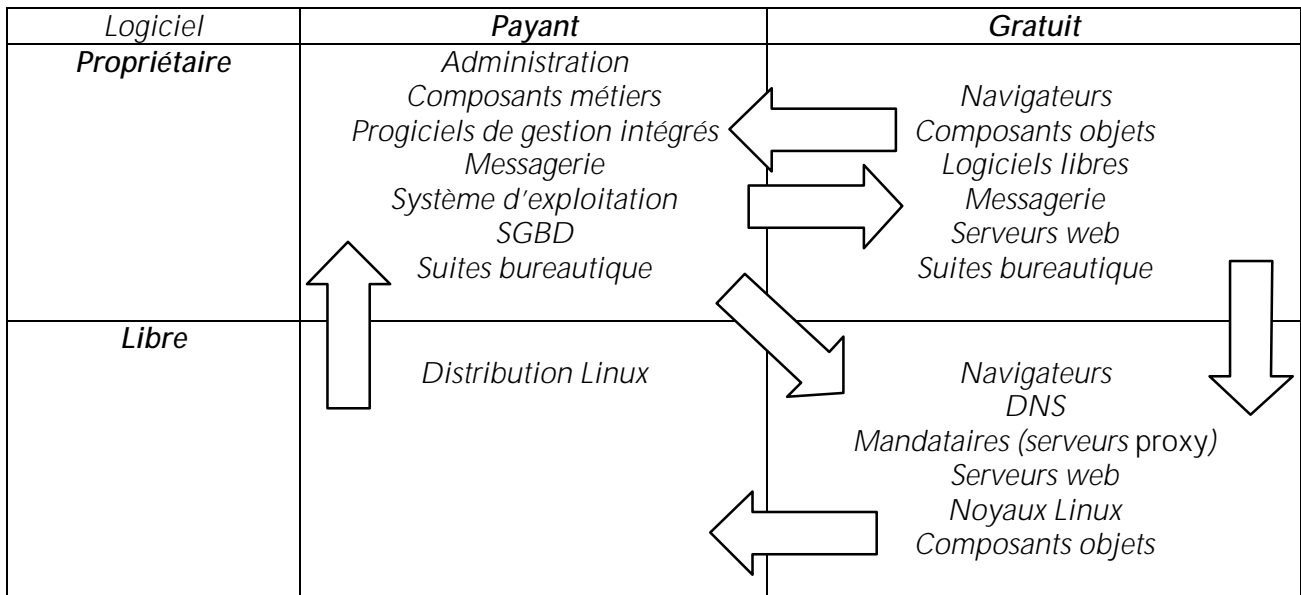 Logiciel Payant Gratuit
Propriétaire
Administration
Composants métiers
Progiciels de gestion intégrés
Messagerie
Système d'exploitation
SGBD
Suites bureautique
Navigateurs
Composants objets
Logiciels libres
Messagerie
Serveurs web
Suites bureautique
Libre
Distribution Linux
Navigateurs
DNS
Mandataires (serveurs proxy)
Serveurs web
Noyaux Linux
Composants objets